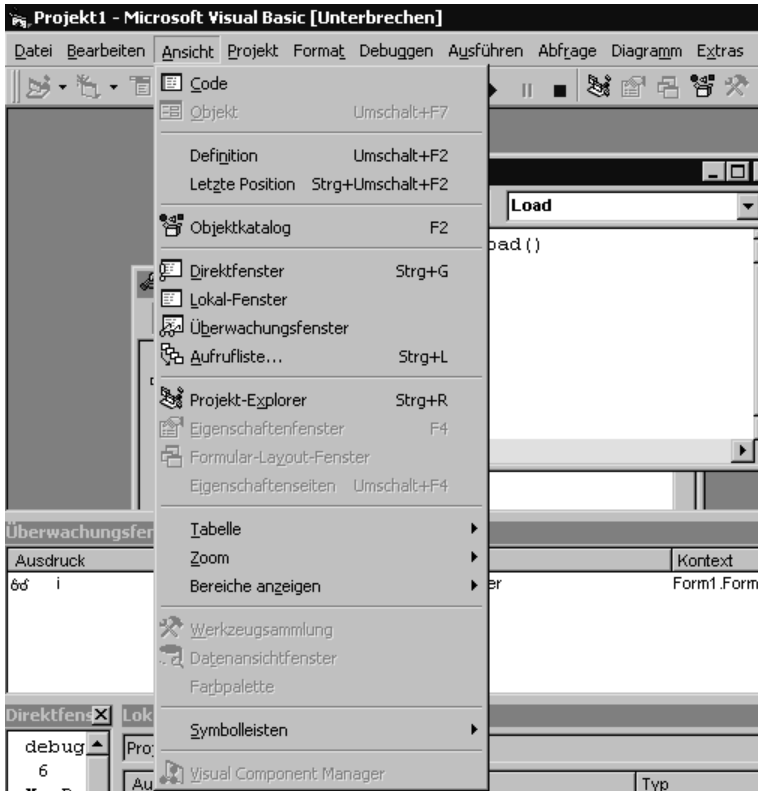 Projekt1 - Microsoft Visual Basic [Unterbrechen]
Datei Bearbeiten Ansicht Projekt Format Debuggen Ausführen Abfrage Diagramm Extras
Code
Objekt Umschalt+F7
Definition Umschalt+F2
Letzte Position Strg+Umschalt+F2
Load
Objektkatalog F2
oad()
Direktfenster Strg+G
Lokal-Fenster
Überwachungsfenster
Aufrufliste... Strg+L
Projekt-Explorer Strg+R
Eigenschaftenfenster F4
Formular-Layout-Fenster
Eigenschaftenseiten Umschalt+F4
Überwachungsfen
Tabelle
Ausdruck Zoom Kontext
i Bereiche anzeigen er Form1.Form
Werkzeugsammlung
Datenansichtfenster
Farbpalette
Direktfens Lok
Symbolleisten
debug Proj
6
Visual Component Manager
Au Typ